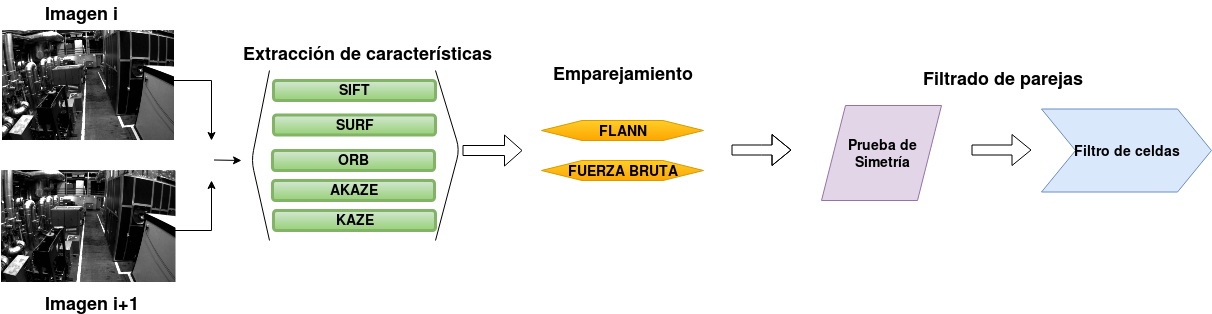 Imagen i
Extracción de características
SIFT
SURF
ORB
AKAZE
KAZE
Emparejamiento
FLANN
FUERZA BRUTA
Filtrado de parejas
Prueba de
Simetría
Filtro de celdas
Imagen i+1